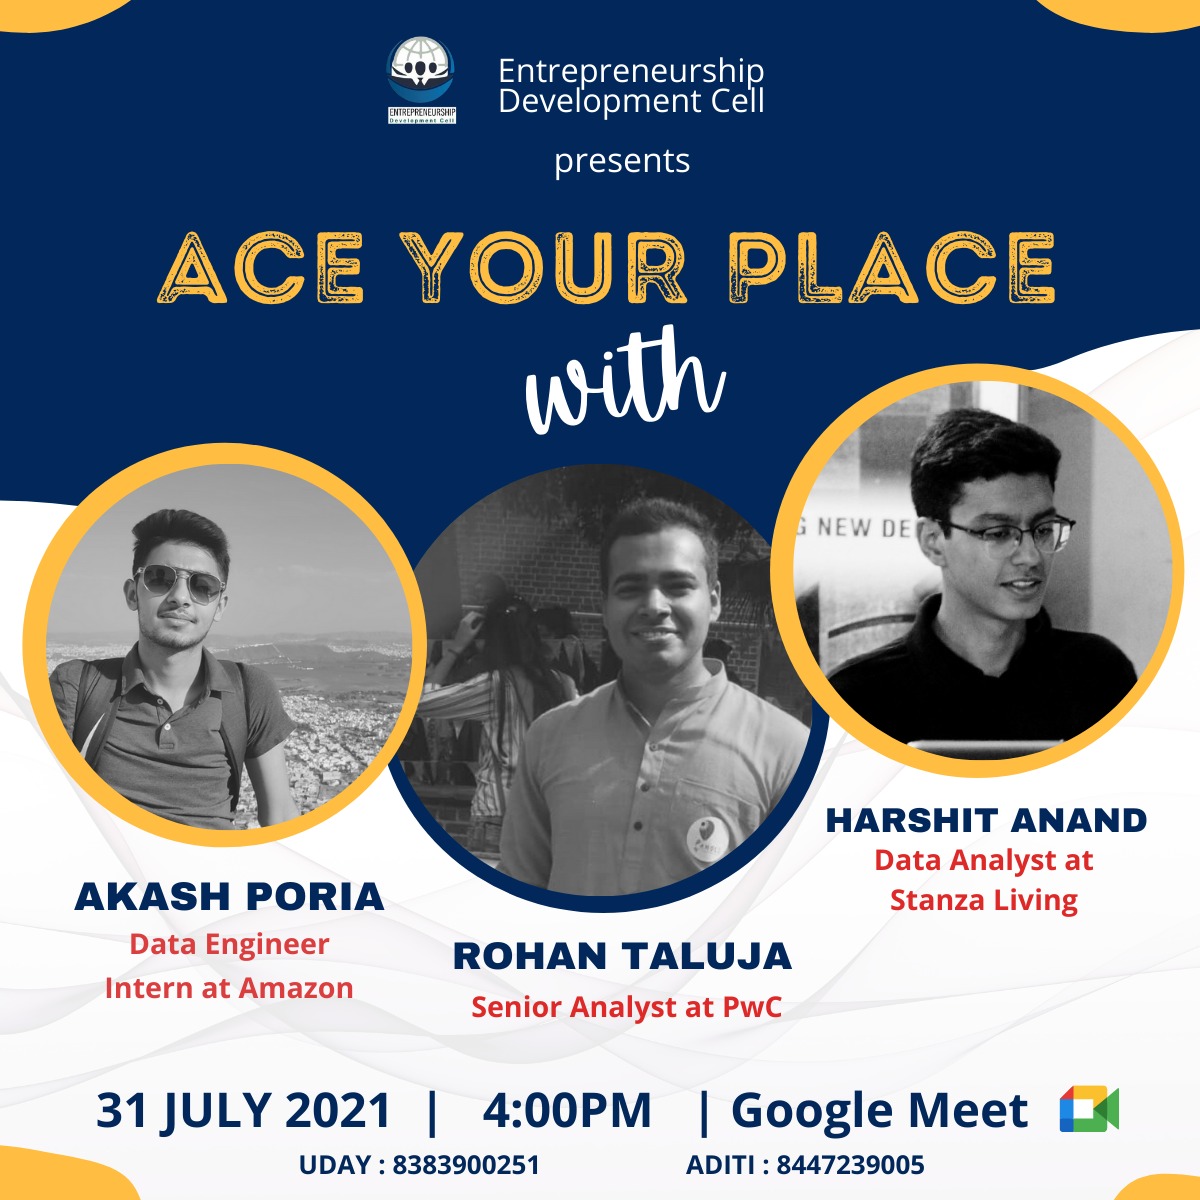 ENTREPRENEURSHIP
Development Cell
Entrepreneurship
Development Cell
presents
ACE YOUR PLACE
with
G NEW DE
HARSHIT ANAND
Data Analyst at
Stanza Living
AKASH PORIA
Data Engineer
Intern at Amazon
ROHAN TALUJA
Senior Analyst at PwC
31 JULY 2021 | 4:00PM | Google Meet
UDAY : 8383900251 ADITI : 8447239005